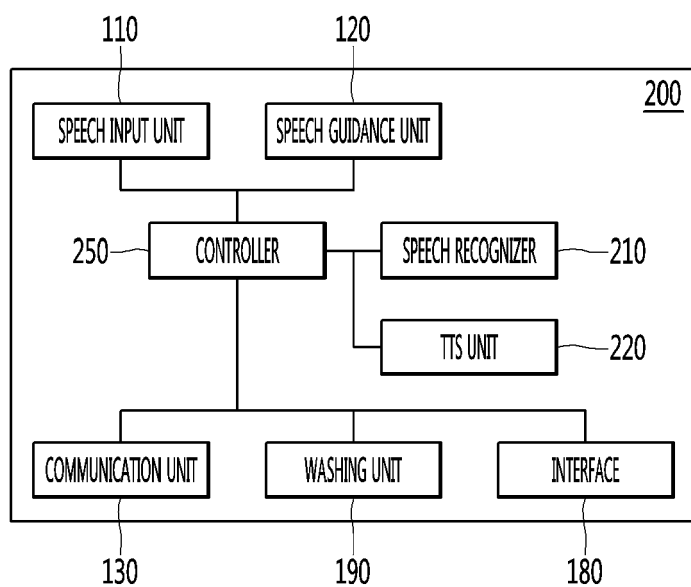 110
120
200
SPEECH INPUT UNIT
SPEECH GUIDANCE UNIT
250
CONTROLLER
SPEECH RECOGNIZER
210
TTS UNIT
220
COMMUNICATION UNIT
WASHING UNIT
INTERFACE
130
190
180